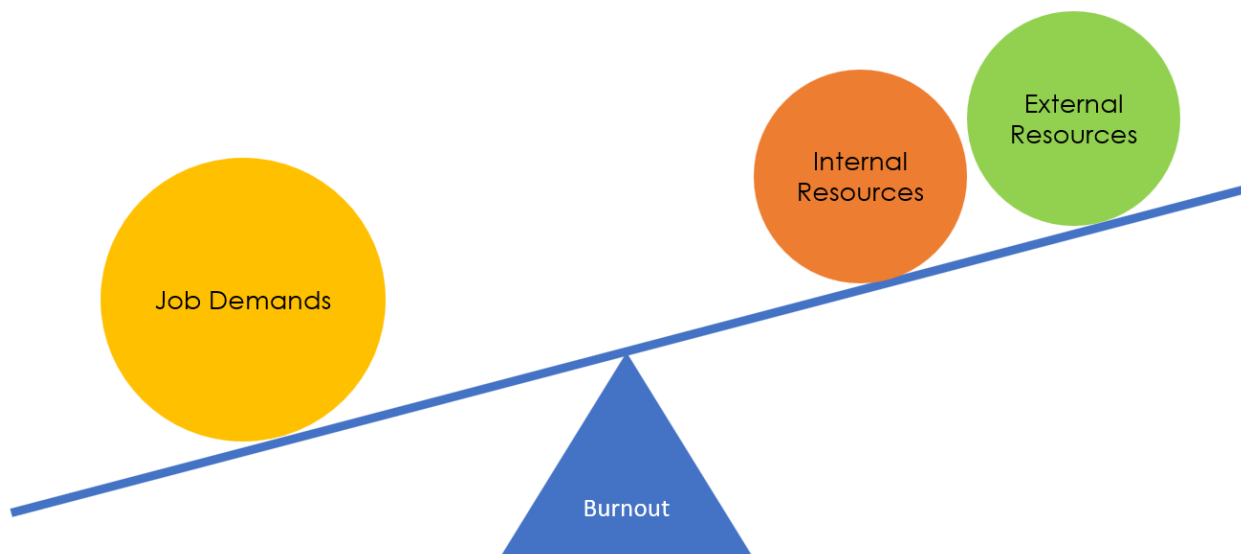 External
Resources
Internal
Resources
Job Demands
Burnout